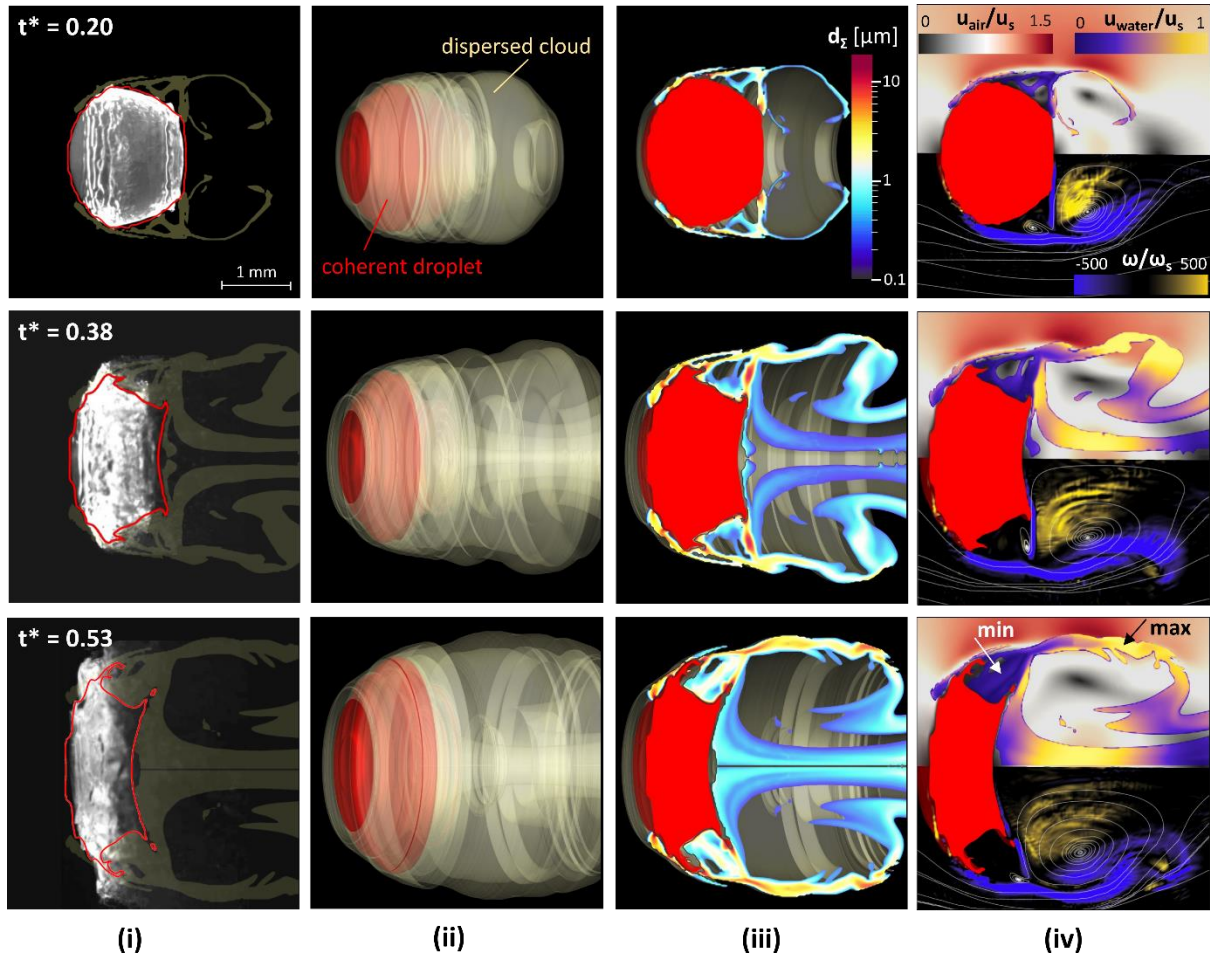 t* = 0.20
1 mm
dispersed cloud
coherent droplet
dΣ [μm]
10
1
0.1
0 u_air/u_s 1.5
0 u_water/u_s 1
-500 ω/ω_s 500
t* = 0.38
t* = 0.53
min
max
(i)
(ii)
(iii)
(iv)